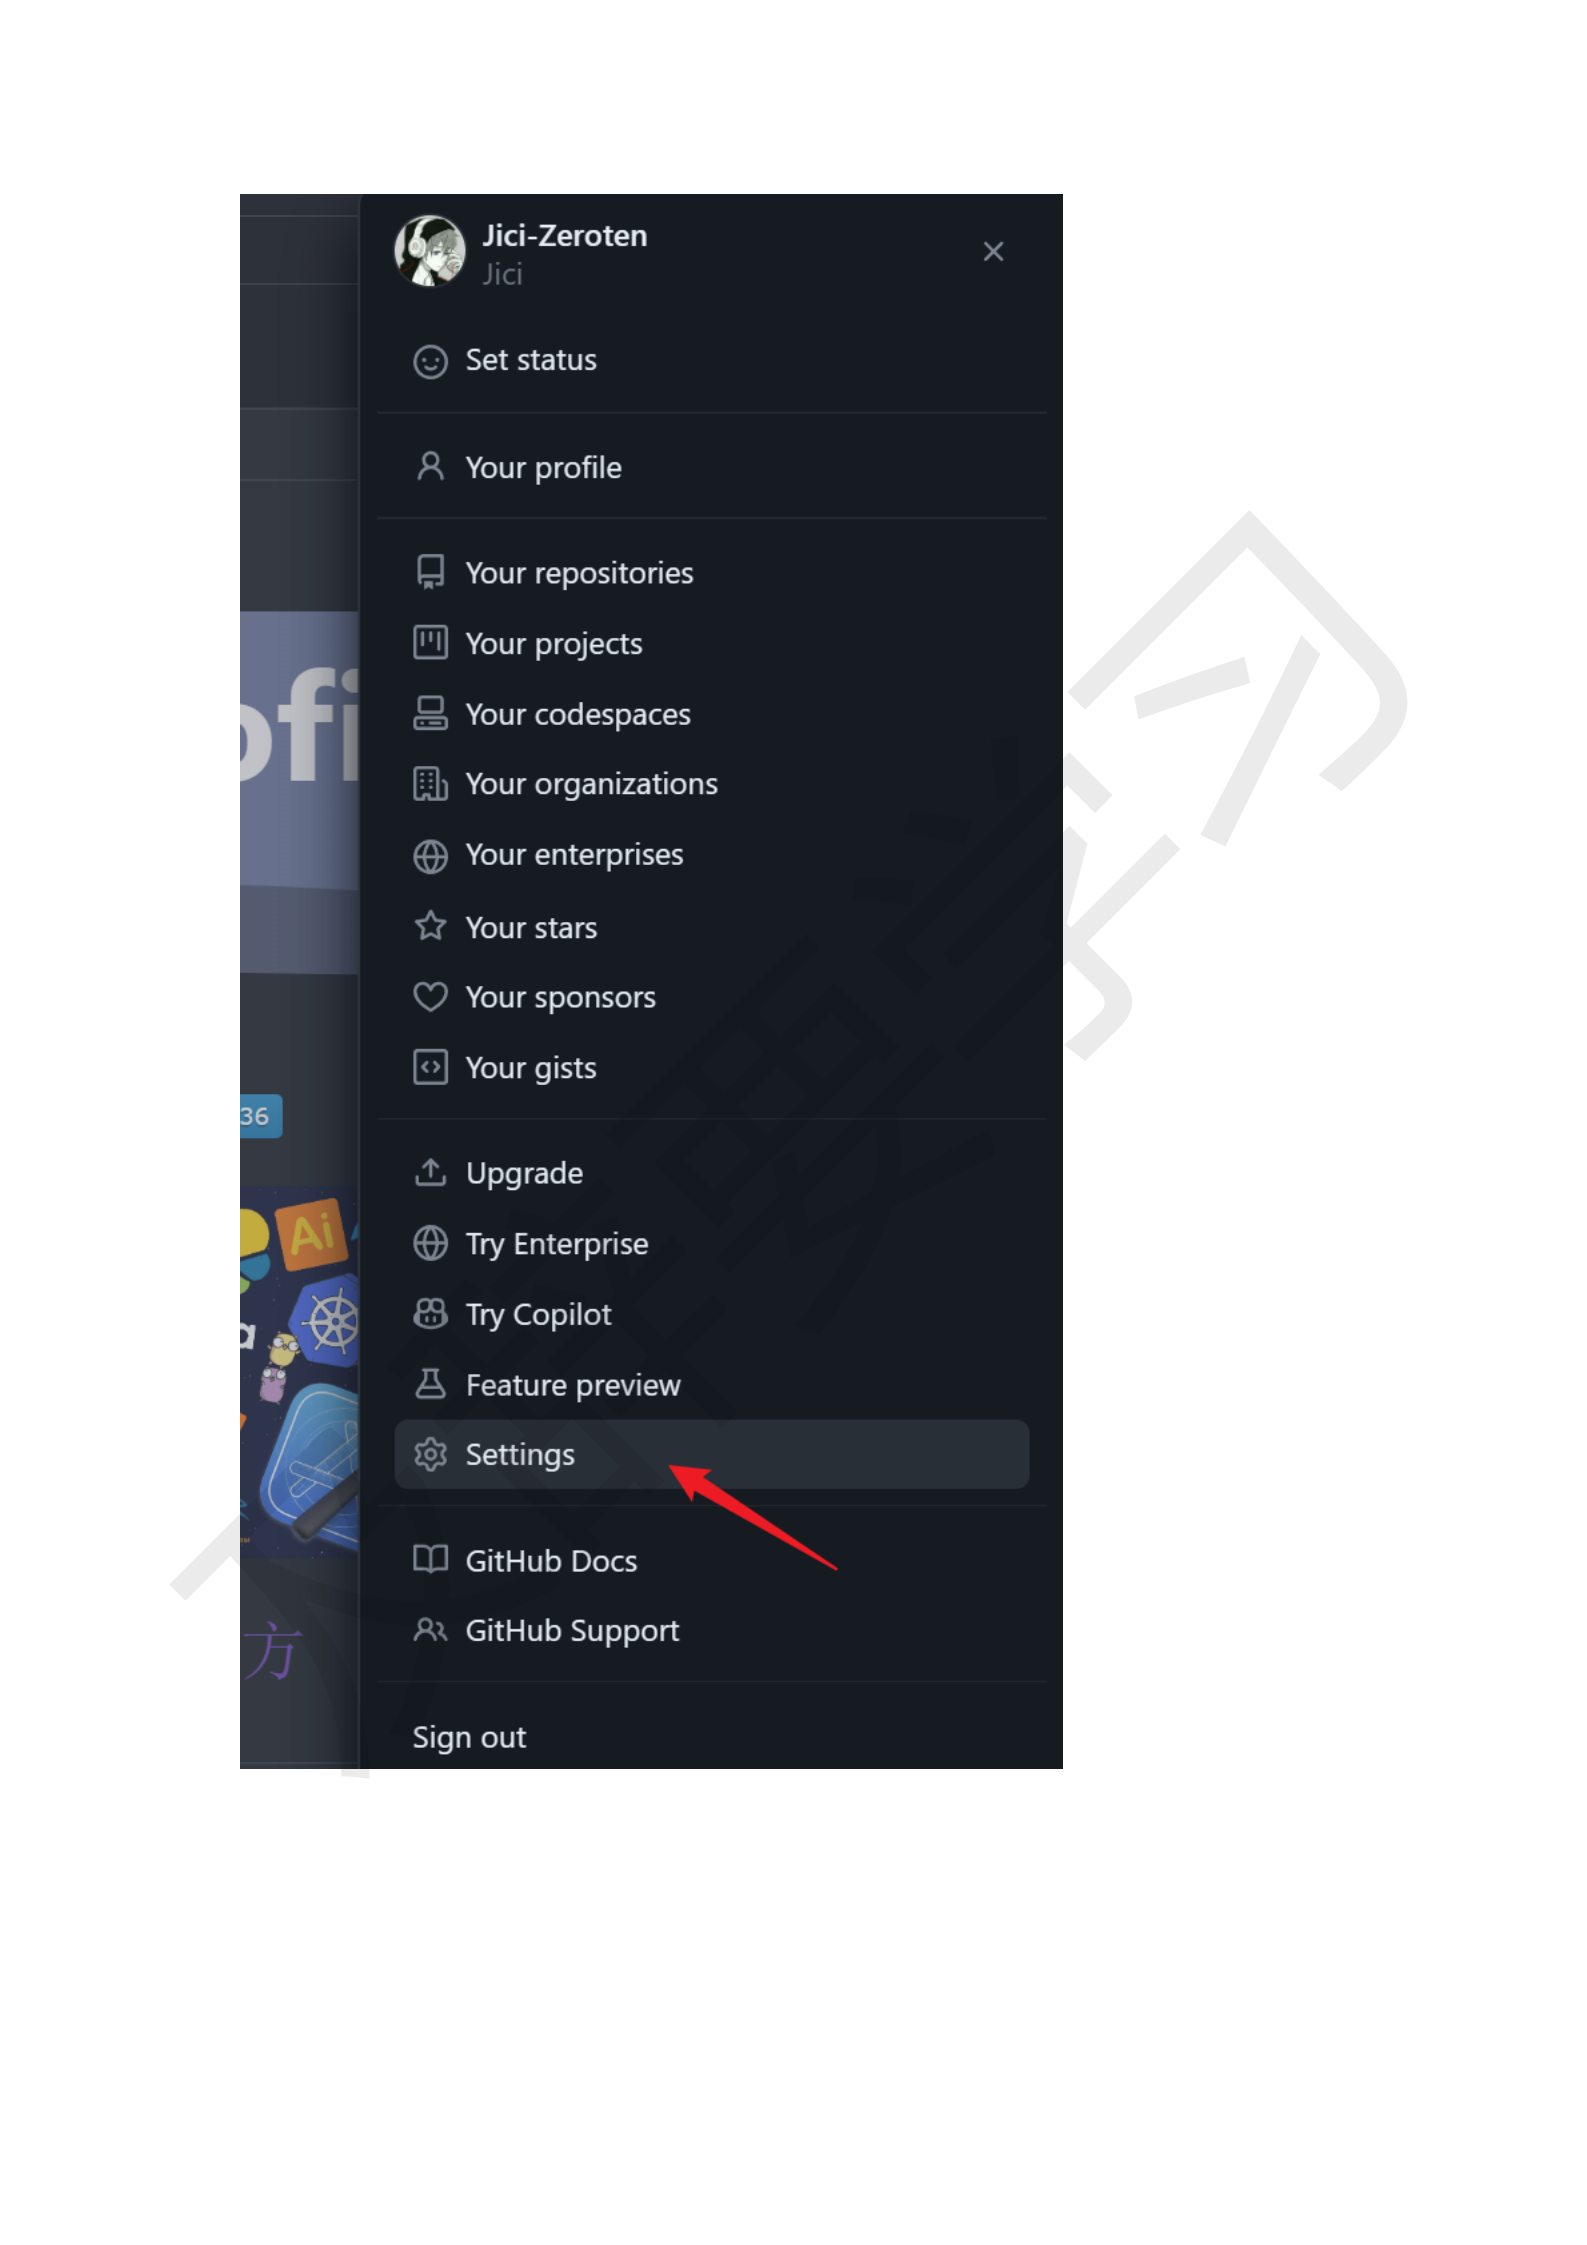 Jici-Zeroten
Jici
Set status
Your profile
Your repositories
Your projects
ofi
Your codespaces
Your organizations
Your enterprises
Your stars
Your sponsors
Your gists
36
Upgrade
Ai
Try Enterprise
Try Copilot
a
Feature preview
Settings
GitHub Docs
GitHub Support
方
Sign out